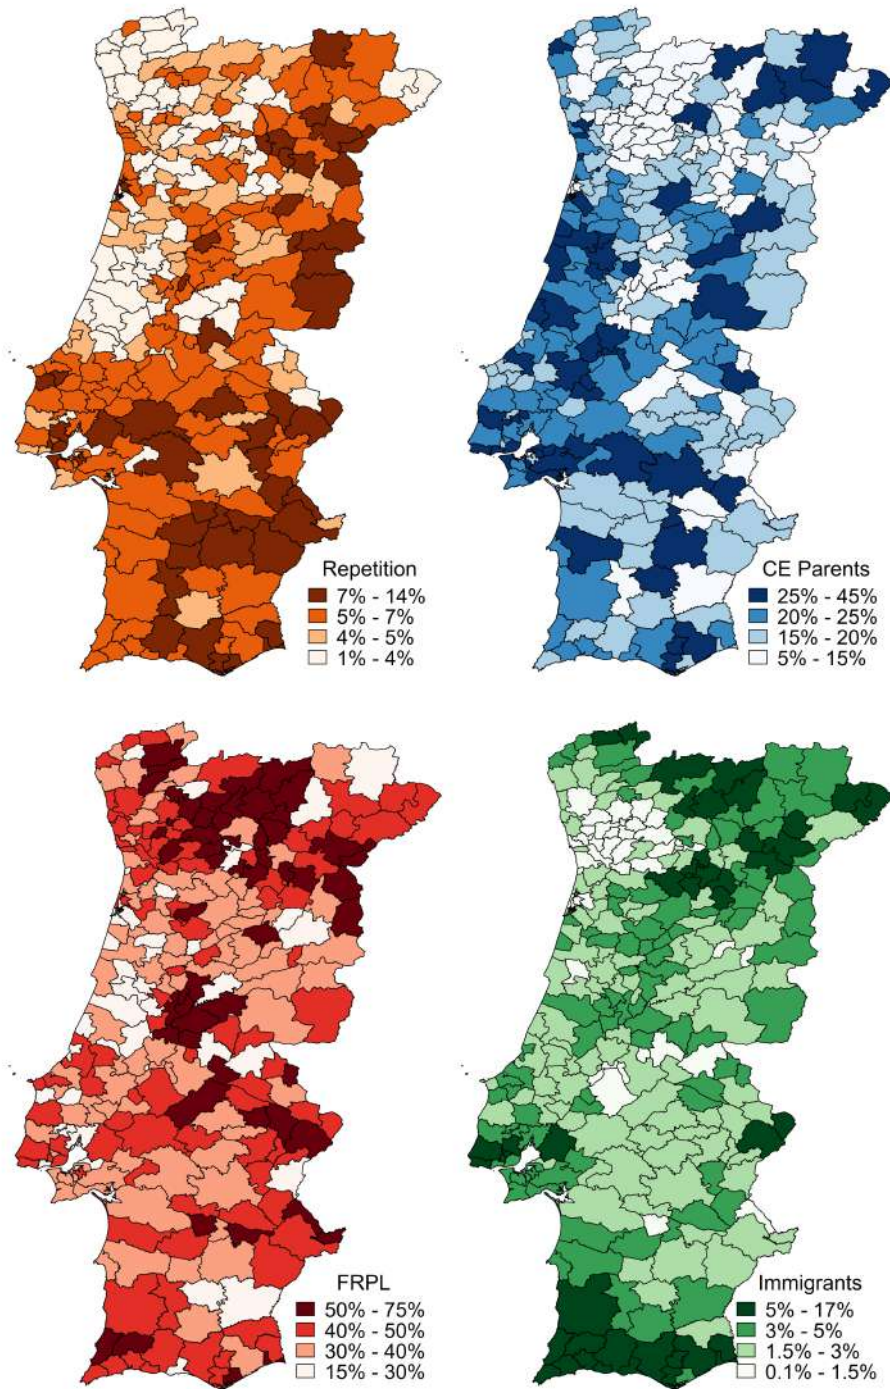 Repetition
7% - 14%
5% - 7%
4% - 5%
1% - 4%
CE Parents
25% - 45%
20% - 25%
15% - 20%
5% - 15%
FRPL
50% - 75%
40% - 50%
30% - 40%
15% - 30%
Immigrants
5% - 17%
3% - 5%
1.5% - 3%
0.1% - 1.5%